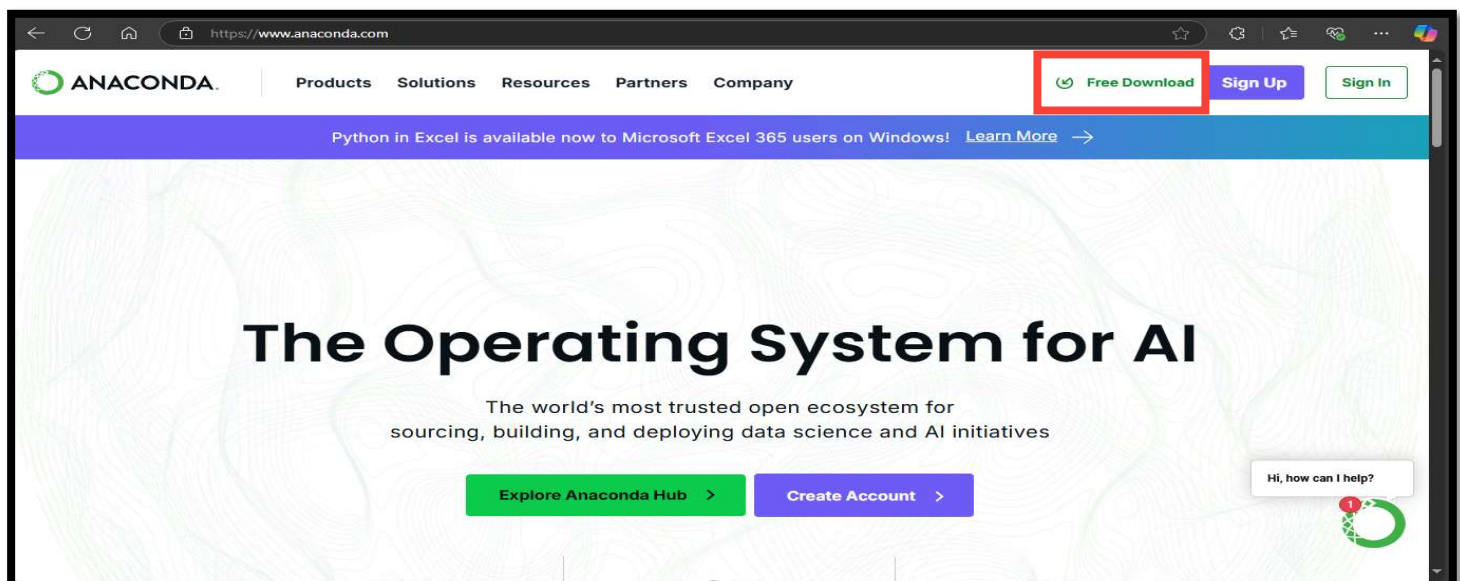 https://www.anaconda.com
ANACONDA.
Products Solutions Resources Partners Company
Free Download
Sign Up
Sign In
Python in Excel is available now to Microsoft Excel 365 users on Windows! Learn More →
The Operating System for AI
The world's most trusted open ecosystem for
sourcing, building, and deploying data science and AI initiatives
Explore Anaconda Hub >
Create Account >
Hi, how can I help?
1